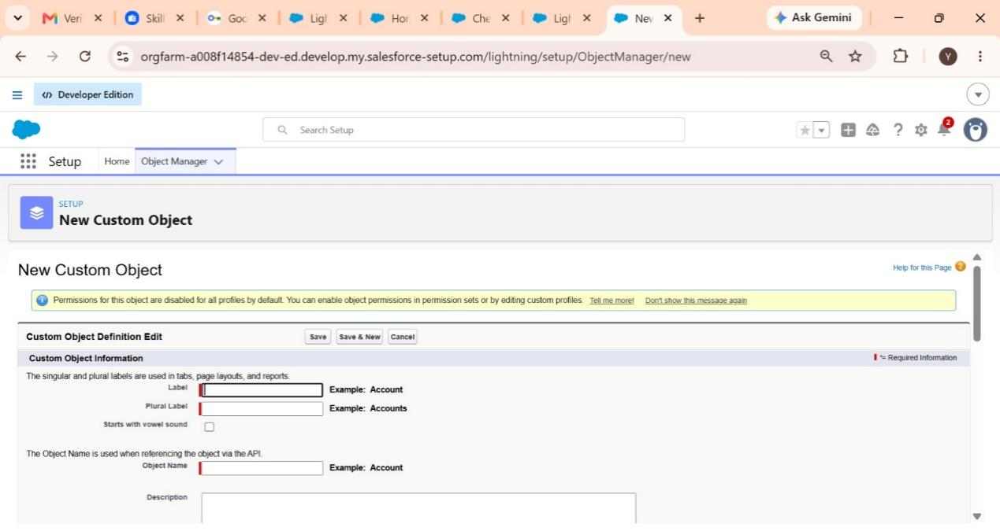 Veri
Skill
Goc
Ligh
Hor
Che
Ligh
Nev
Ask Gemini
orgfarm-a008f14854-dev-ed.develop.my.salesforce-setup.com/lightning/setup/ObjectManager/new
Y
</> Developer Edition
Search Setup
2
Setup
Home
Object Manager
SETUP
New Custom Object
New Custom Object
Help for this Page
Permissions for this object are disabled for all profiles by default. You can enable object permissions in permission sets or by editing custom profiles. Tell me more! Don't show this message again
Custom Object Definition Edit
Save
Save & New
Cancel
Custom Object Information
= Required Information
The singular and plural labels are used in tabs, page layouts, and reports.
Label
Example: Account
Plural Label
Example: Accounts
Starts with vowel sound
The Object Name is used when referencing the object via the API.
Object Name
Example: Account
Description